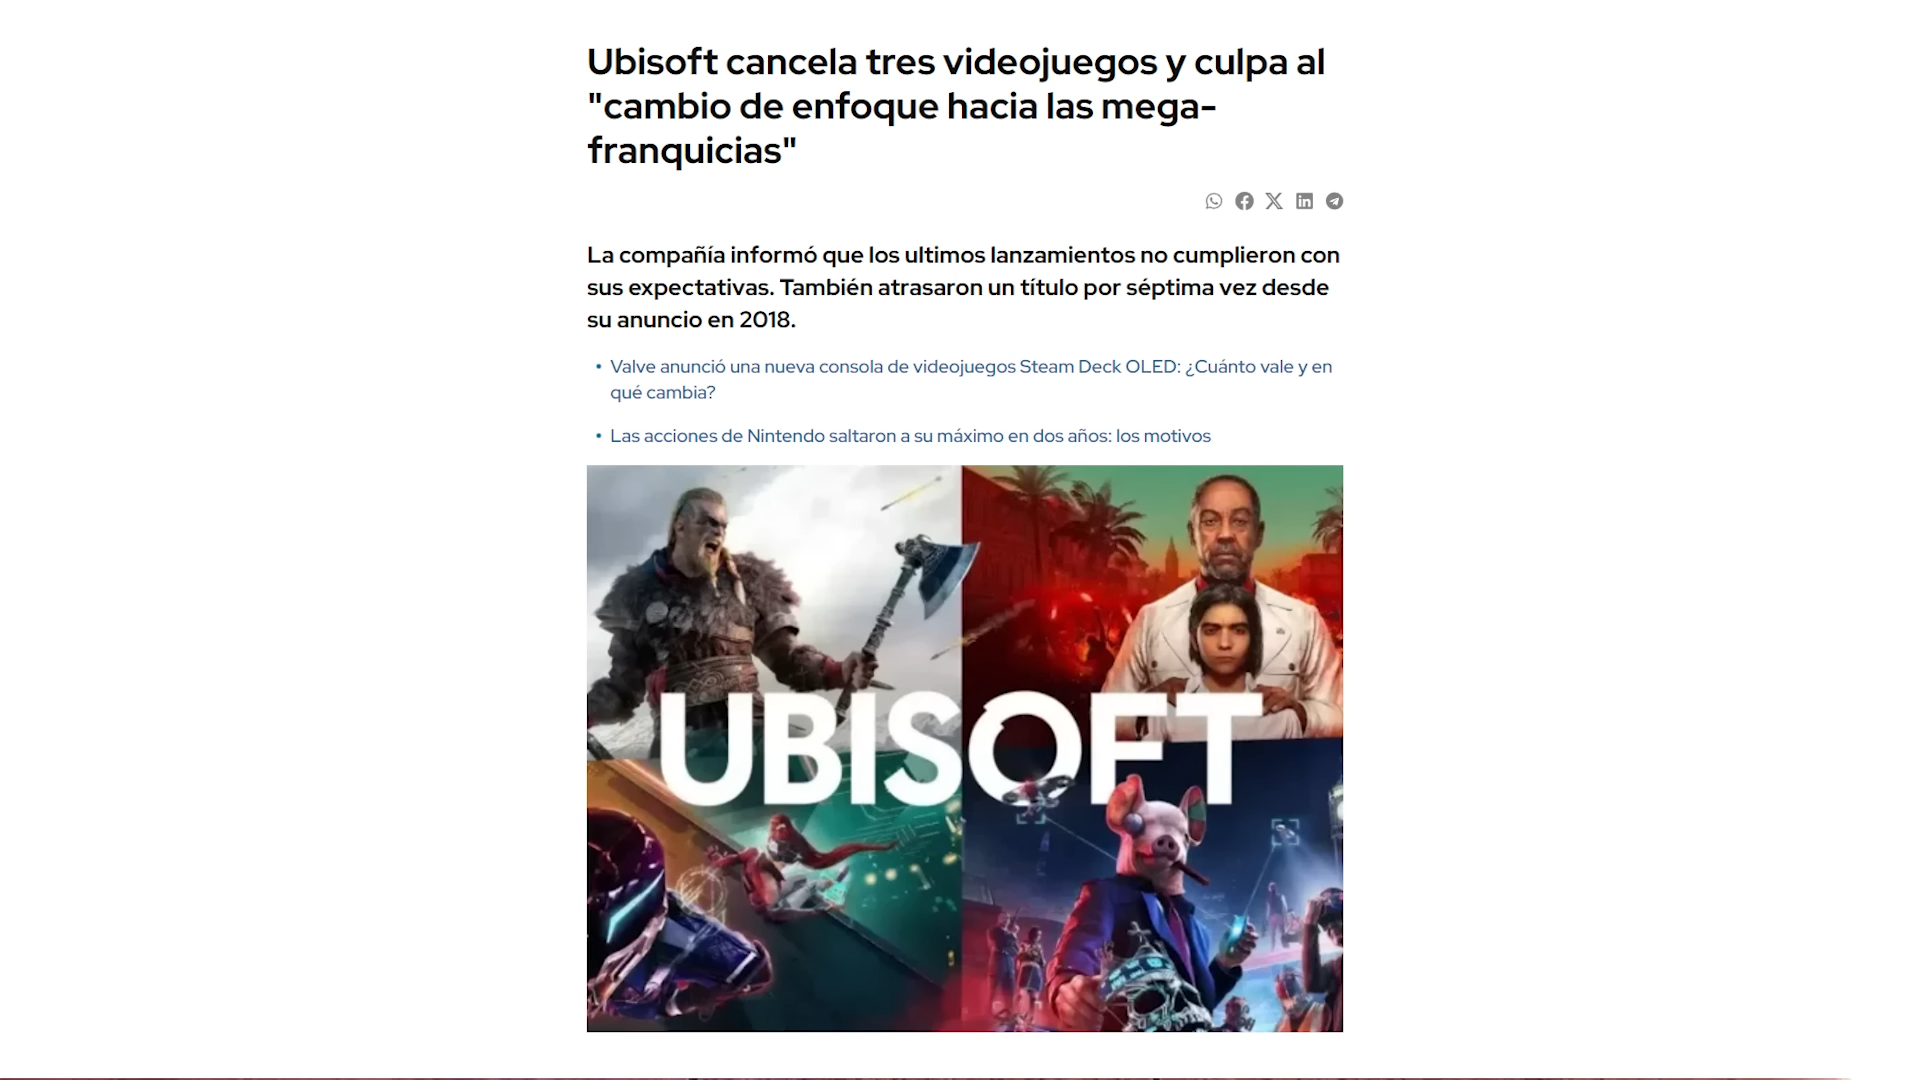 Ubisoft cancela tres videojuegos y culpa al
"cambio de enfoque hacia las mega-
franquicias"
La compañía informó que los ultimos lanzamientos no cumplieron con
sus expectativas. También atrasaron un título por séptima vez desde
su anuncio en 2018.
• Valve anunció una nueva consola de videojuegos Steam Deck OLED: ¿Cuánto vale y en
qué cambia?
• Las acciones de Nintendo saltaron a su máximo en dos años: los motivos
UBISOFT